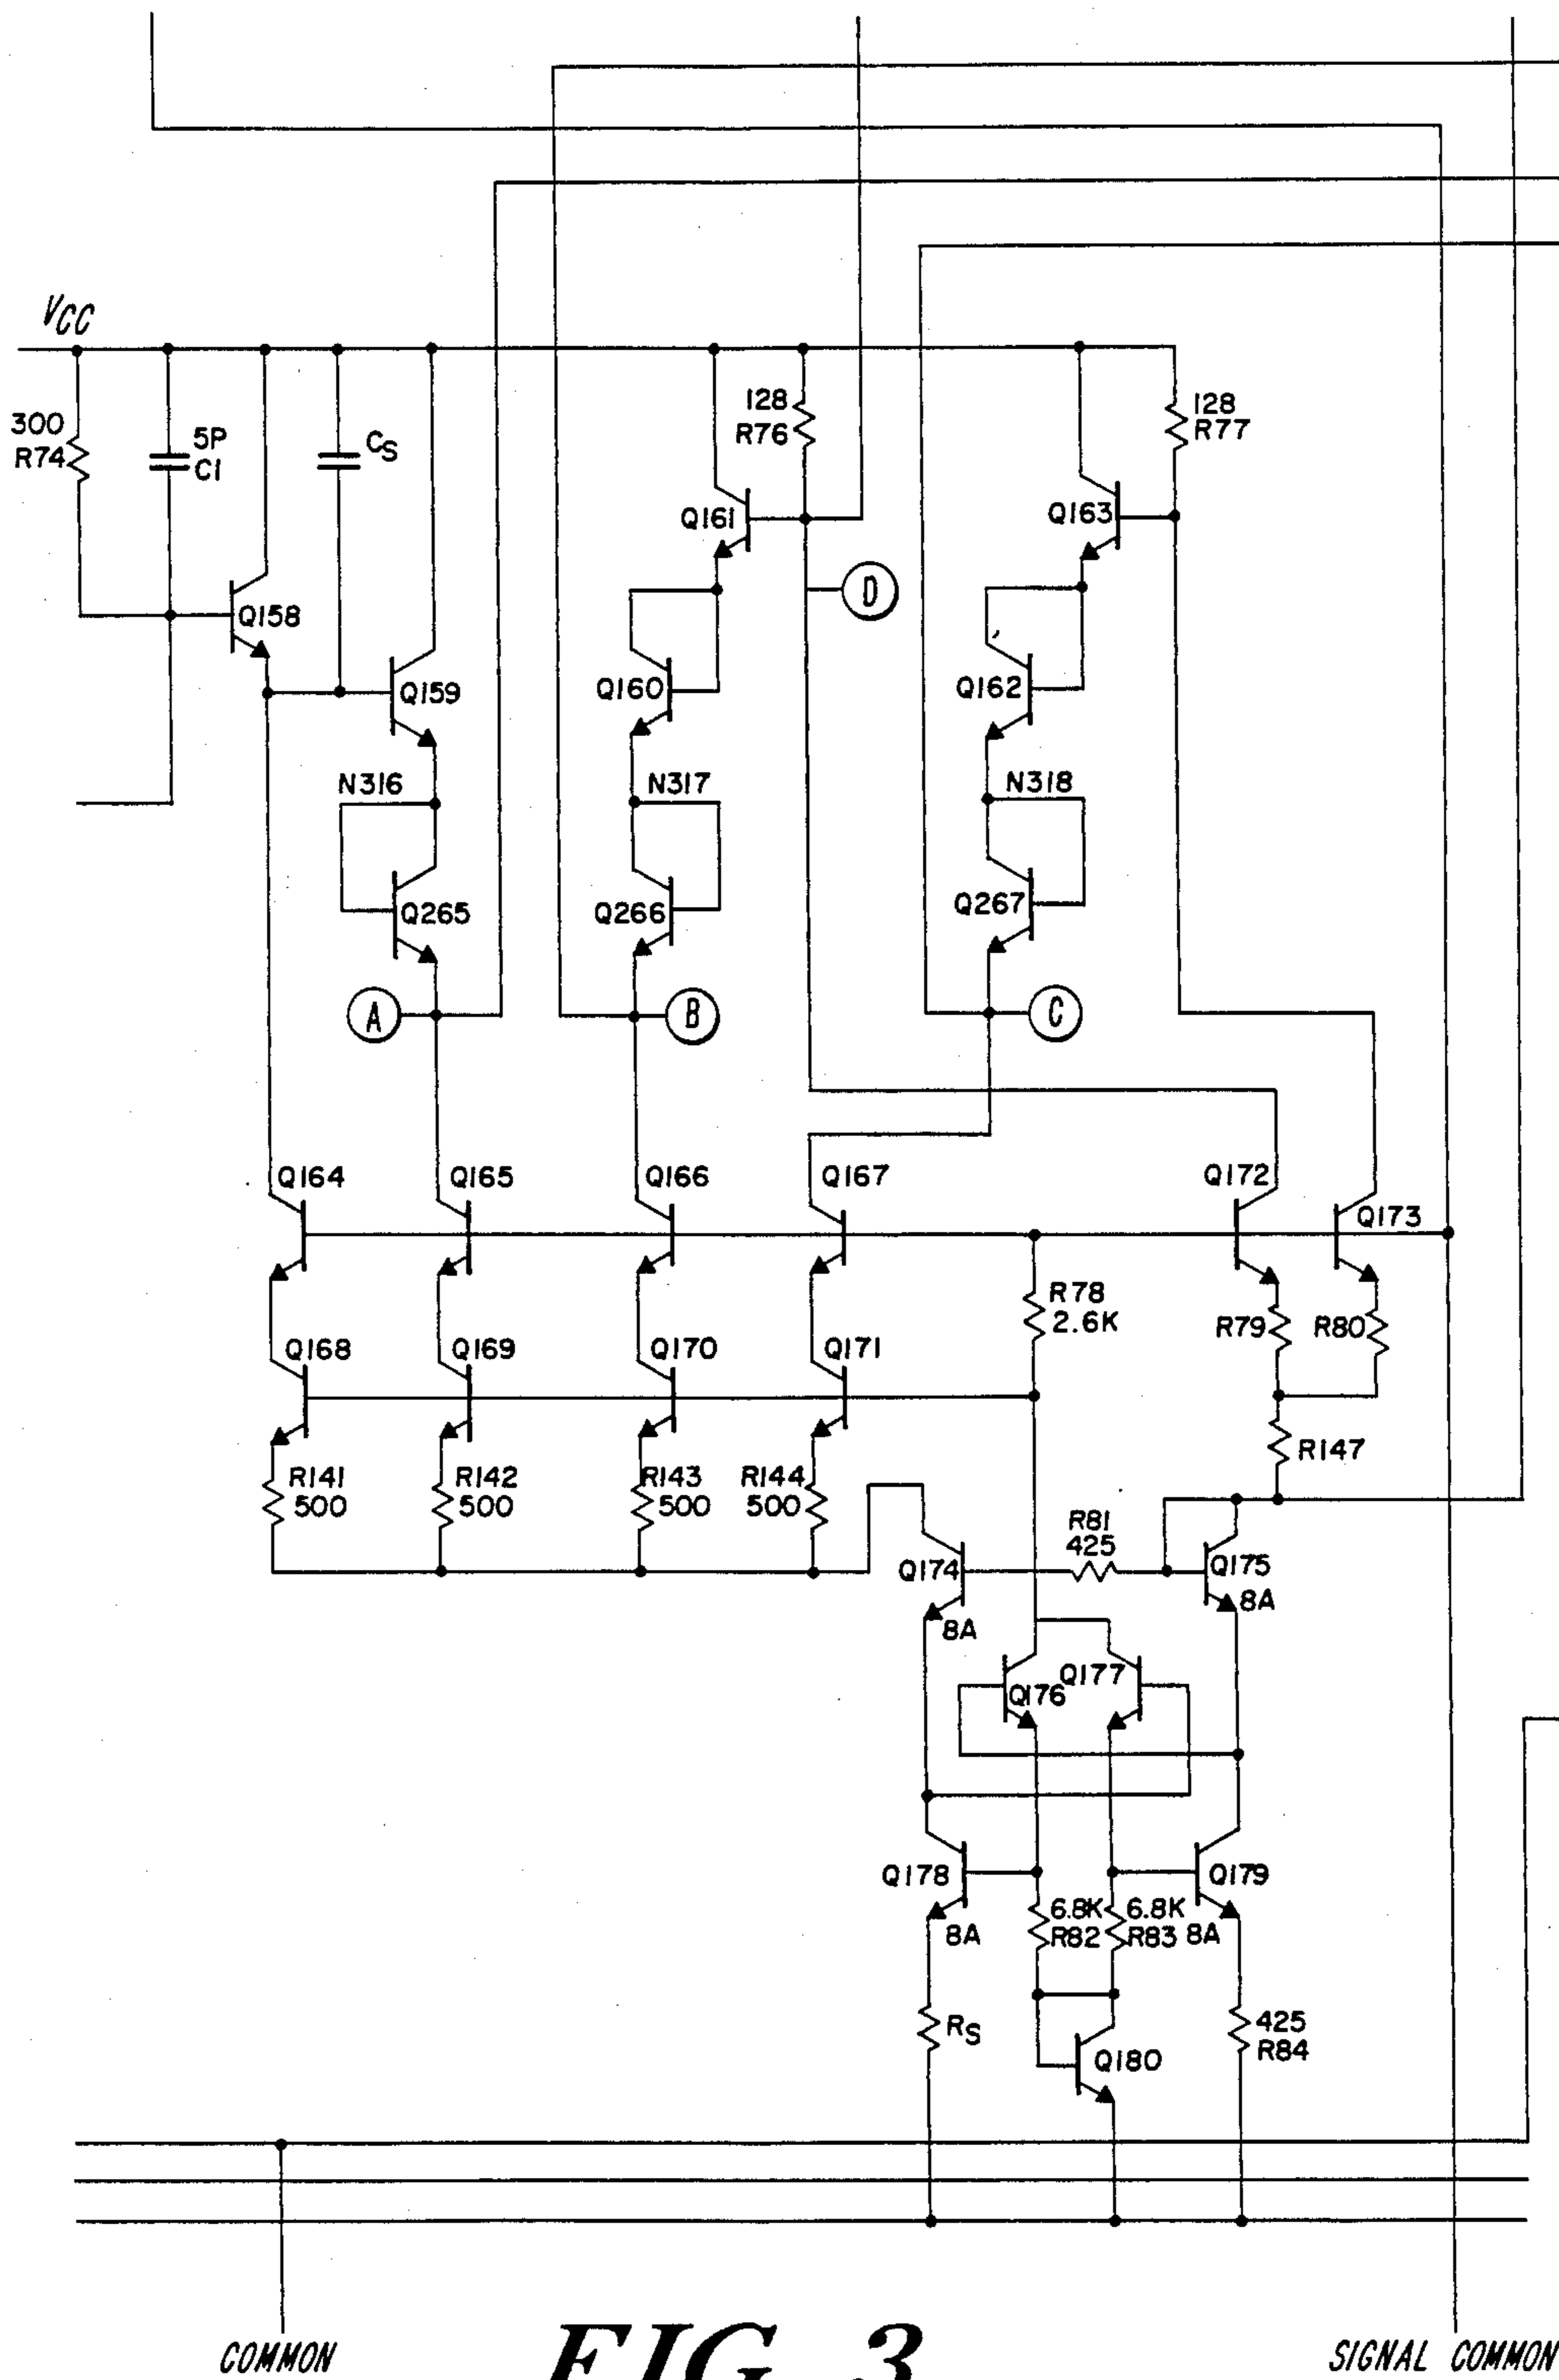 VCC
300
R74
5P
C1
CS
128
R76
128
R77
Q161
Q163
D
Q158
Q159
Q160
Q162
N316
N317
N318
Q265
Q266
Q267
A
B
C
Q164
Q165
Q166
Q167
Q172
Q173
R78
2.6K
R79
R80
Q168
Q169
Q170
Q171
R147
R141
500
R142
500
R143
500
R144
500
R81
425
Q174
8A
Q175
8A
Q176
Q177
Q178
8A
Q179
8A
6.8K
R82
6.8K
R83
RS
Q180
425
R84
COMMON
FIG. 3
SIGNAL COMMON